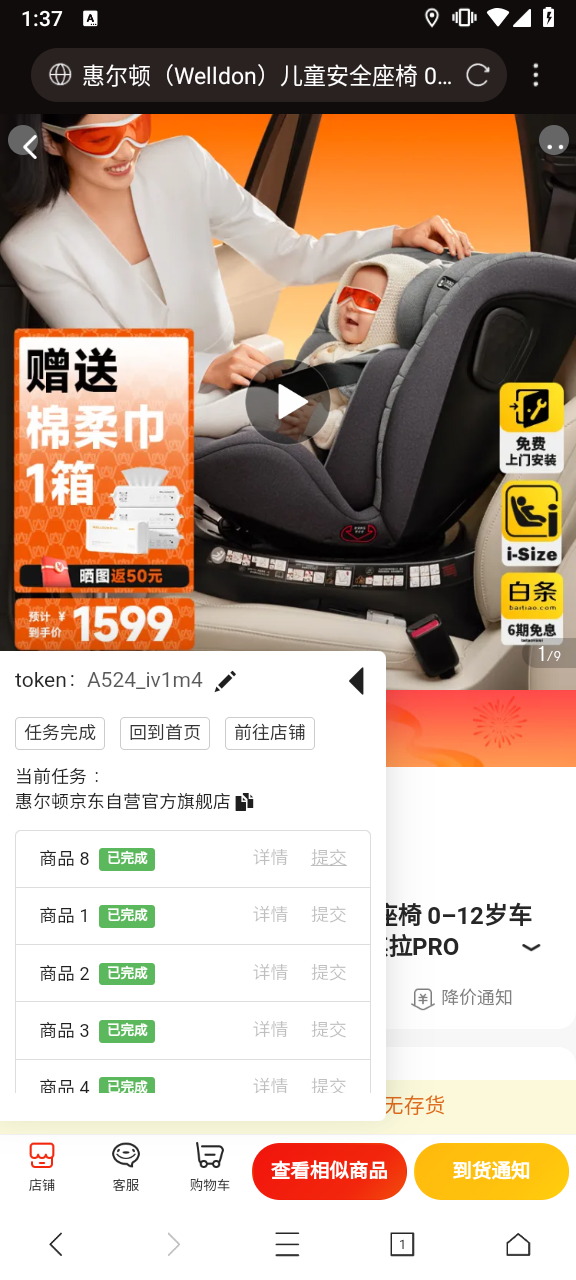 1:37
A
惠尔顿（Welldon）儿童安全座椅 0...
赠送
棉柔巾
1箱
晒图返50元
预计 ¥
到手价
1599
免费
上门安装
i-Size
白条
baitiao.com
6期免息
1/9
token： A524_iv1m4
任务完成
回到首页
前往店铺
当前任务：
惠尔顿京东自营官方旗舰店
商品 8 已完成 详情 提交
商品 1 已完成 详情 提交
商品 2 已完成 详情 提交
商品 3 已完成 详情 提交
商品 4 已完成 详情 提交
座椅 0-12岁车
拉PRO
降价通知
无存货
店铺
客服
购物车
查看相似商品
到货通知
1